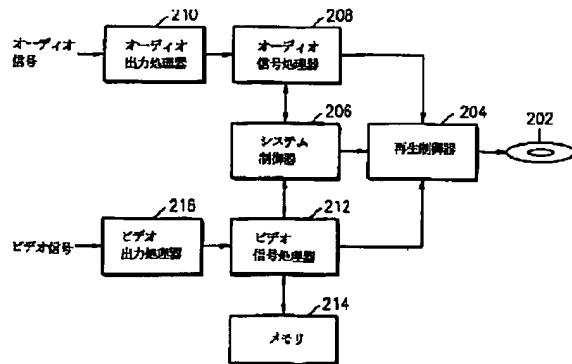 210
208
オーディオ
信号
オーディオ
出力処理器
オーディオ
信号処理器
206
204
202
システム
制御器
再生制御器
216
212
ビデオ信号
ビデオ
出力処理器
ビデオ
信号処理器
214
メモリ